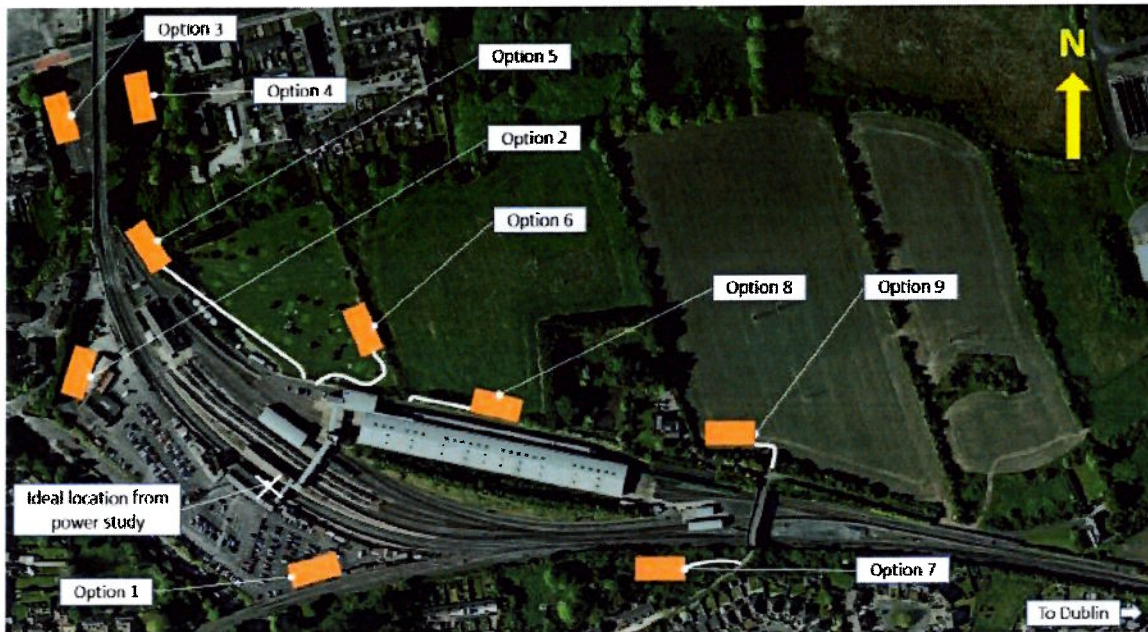 Option 3
Option 5
N
Option 4
Option 2
Option 6
Option 8
Option 9
Ideal location from
power study
Option 1
Option 7
To Dublin